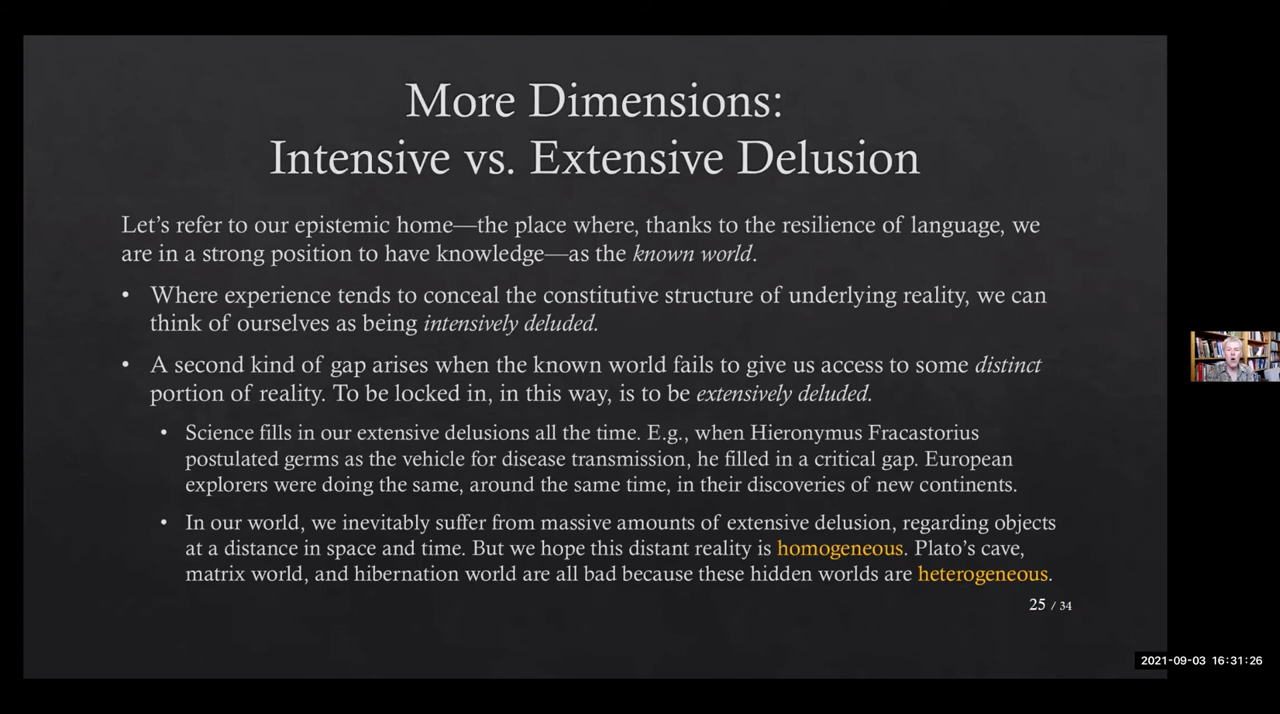 More Dimensions:
Intensive vs. Extensive Delusion
Let’s refer to our epistemic home—the place where, thanks to the resilience of language, we
are in a strong position to have knowledge—as the known world.
• Where experience tends to conceal the constitutive structure of underlying reality, we can
think of ourselves as being intensively deluded.
• A second kind of gap arises when the known world fails to give us access to some distinct
portion of reality. To be locked in, in this way, is to be extensively deluded.
• Science fills in our extensive delusions all the time. E.g., when Hieronymus Fracastorius
postulated germs as the vehicle for disease transmission, he filled in a critical gap. European
explorers were doing the same, around the same time, in their discoveries of new continents.
• In our world, we inevitably suffer from massive amounts of extensive delusion, regarding objects
at a distance in space and time. But we hope this distant reality is homogeneous. Plato’s cave,
matrix world, and hibernation world are all bad because these hidden worlds are heterogeneous.
25 / 34
2021-09-03 16:31:26